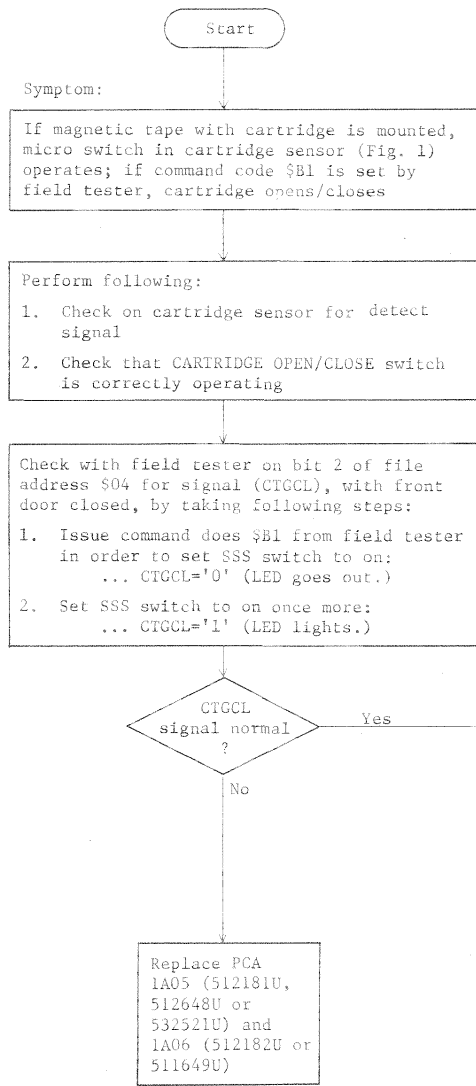 Start
Symptom:
If magnetic tape with cartridge is mounted,
micro switch in cartridge sensor (Fig. 1)
operates; if command code $B1 is set by
field tester, cartridge opens/closes
Perform following:
1. Check on cartridge sensor for detect
signal
2. Check that CARTRIDGE OPEN/CLOSE switch
is correctly operating
Check with field tester on bit 2 of file
address $04 for signal (CTGCL), with front
door closed, by taking following steps:
1. Issue command does $B1 from field tester
in order to set SSS switch to on:
... CTGCL='0' (LED goes out.)
2. Set SSS switch to on once more:
... CTGCL='1' (LED lights.)
CTGCL
signal normal
?
Yes
No
Replace PCA
1A05 (512181U,
512648U or
532521U) and
1A06 (512182U or
511649U)